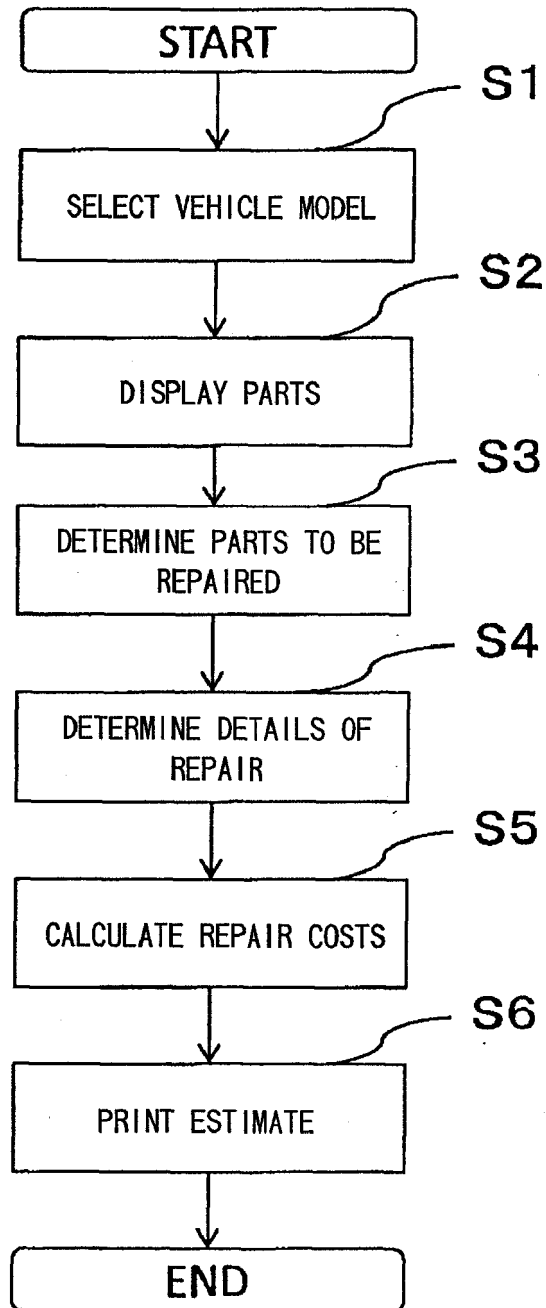 START
S1
SELECT VEHICLE MODEL
S2
DISPLAY PARTS
S3
DETERMINE PARTS TO BE
REPAIRED
S4
DETERMINE DETAILS OF
REPAIR
S5
CALCULATE REPAIR COSTS
S6
PRINT ESTIMATE
END